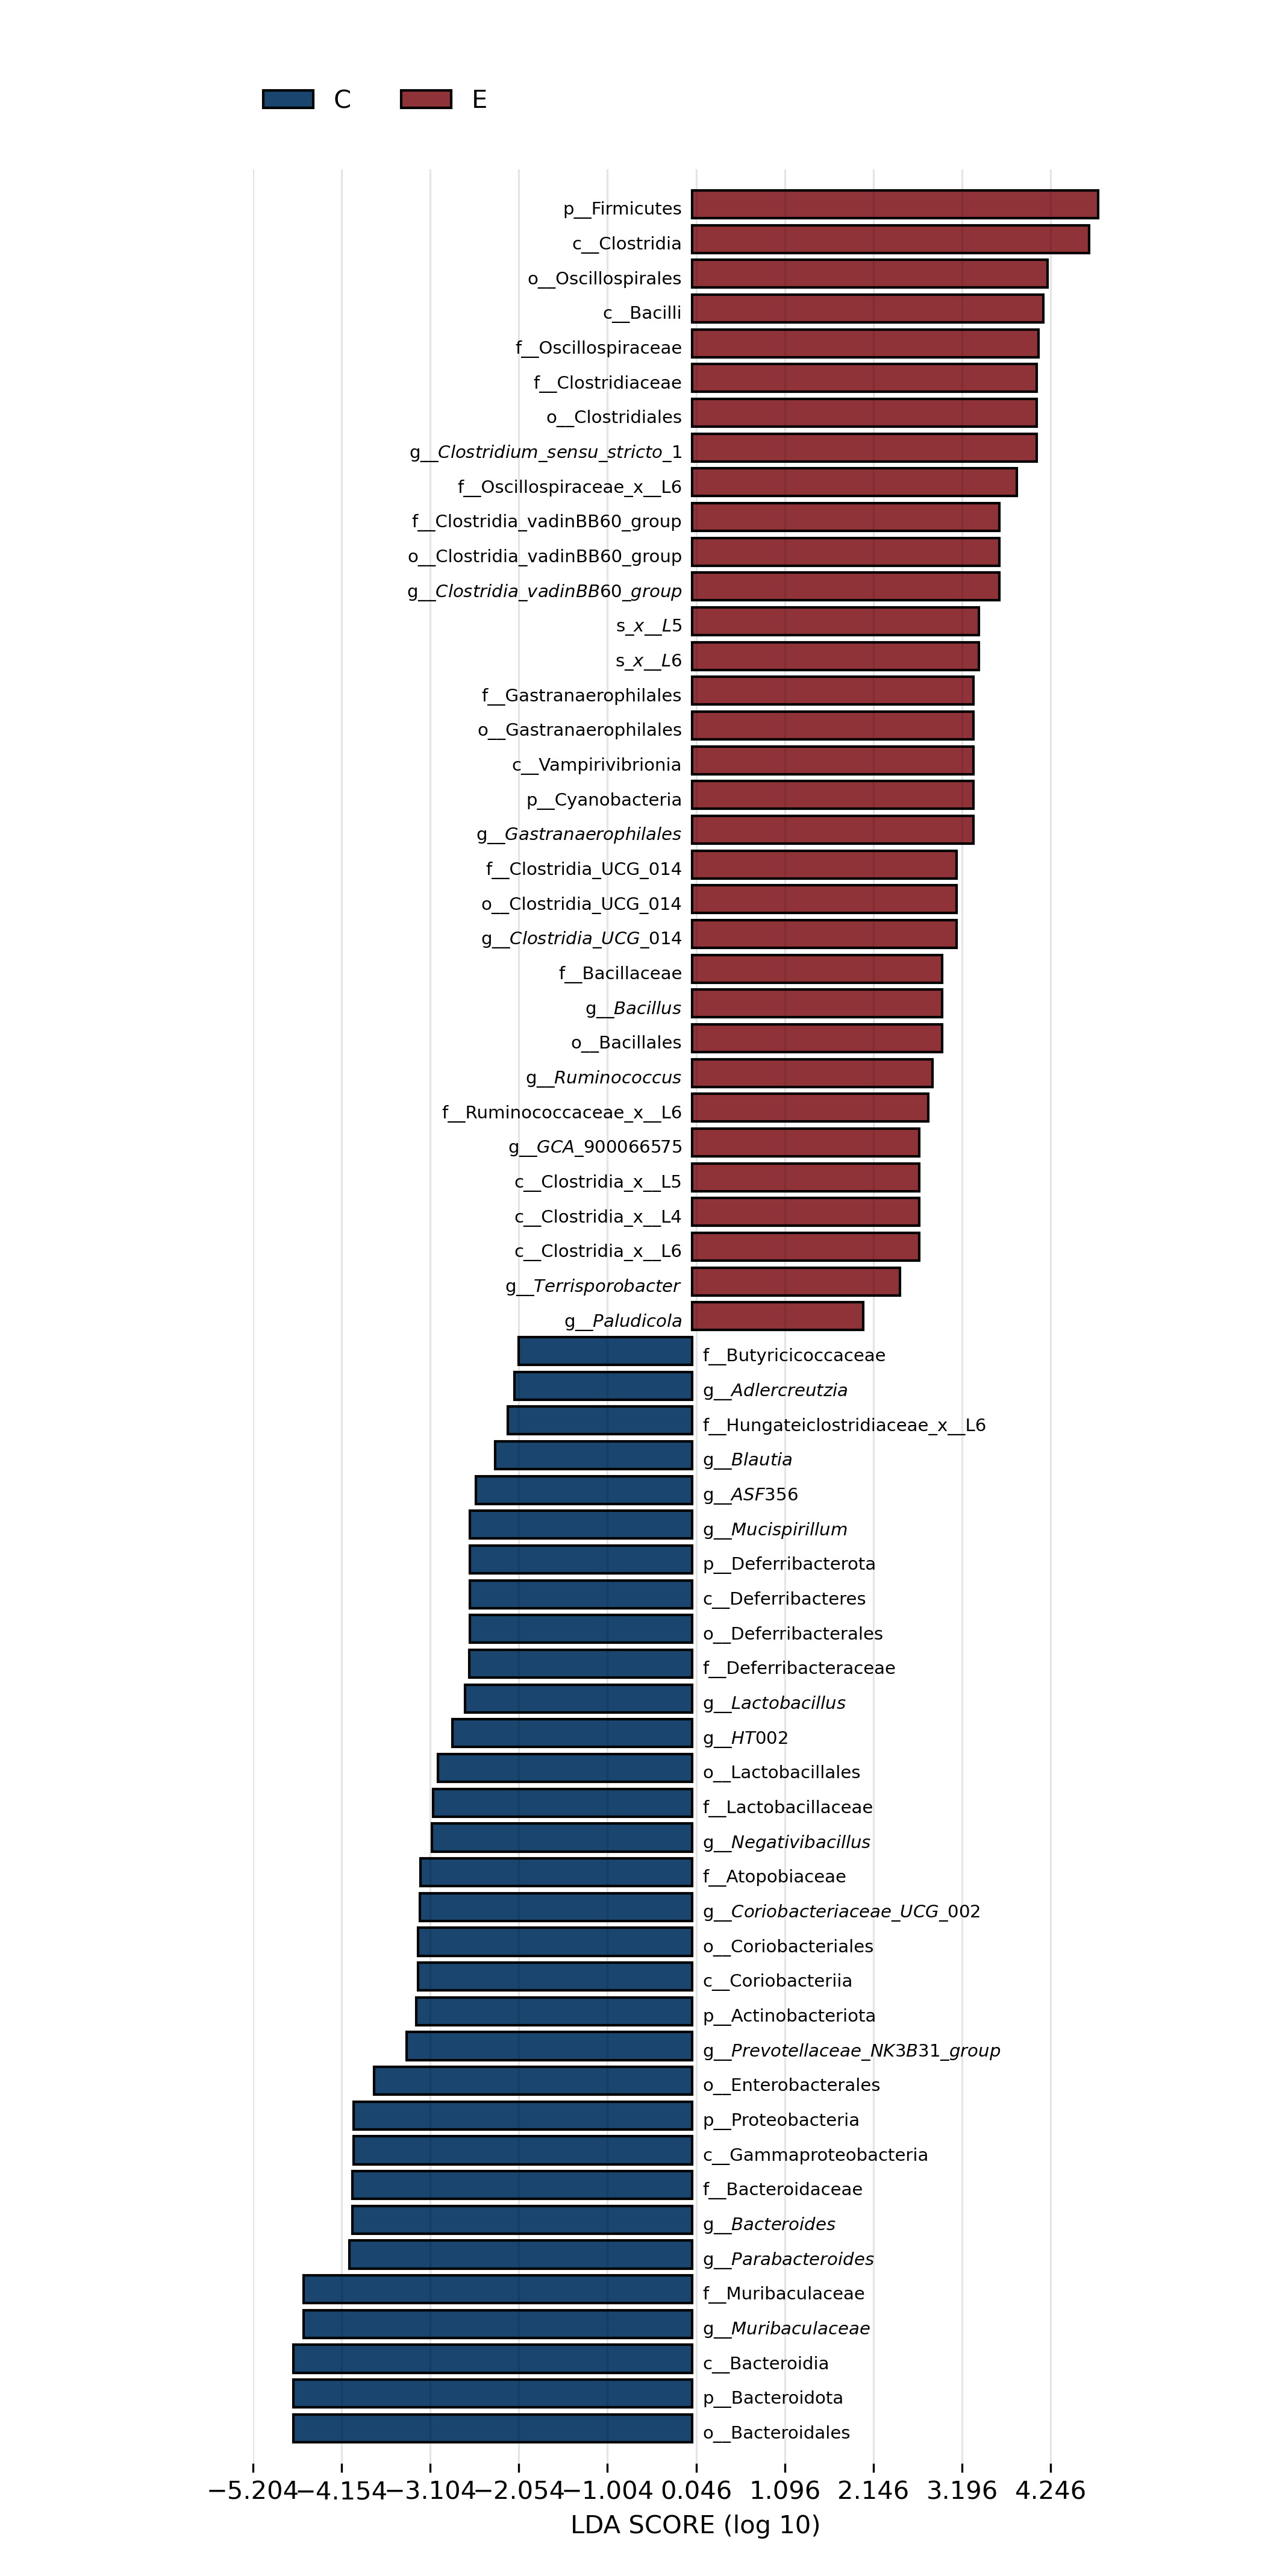 C E
p__Firmicutes
c__Clostridia
o__Oscillospirales
c__Bacilli
f__Oscillospiraceae
f__Clostridiaceae
o__Clostridiales
g__Clostridium_sensu_stricto_1
f__Oscillospiraceae_x__L6
f__Clostridia_vadinBB60_group
o__Clostridia_vadinBB60_group
g__Clostridia_vadinBB60_group
s_x__L5
s_x__L6
f__Gastranaerophilales
o__Gastranaerophilales
c__Vampirivibrionia
p__Cyanobacteria
g__Gastranaerophilales
f__Clostridia_UCG_014
o__Clostridia_UCG_014
g__Clostridia_UCG_014
f__Bacillaceae
g__Bacillus
o__Bacillales
g__Ruminococcus
f__Ruminococcaceae_x__L6
g__GCA_900066575
c__Clostridia_x__L5
c__Clostridia_x__L4
c__Clostridia_x__L6
g__Terrisporobacter
g__Paludicola
f__Butyricicoccaceae
g__Adlercreutzia
f__Hungateiclostridiaceae_x__L6
g__Blautia
g__ASF356
g__Mucispirillum
p__Deferribacterota
c__Deferribacteres
o__Deferribacterales
f__Deferribacteraceae
g__Lactobacillus
g__HT002
o__Lactobacillales
f__Lactobacillaceae
g__Negativibacillus
f__Atopobiaceae
g__Coriobacteriaceae_UCG_002
o__Coriobacteriales
c__Coriobacteriia
p__Actinobacteriota
g__Prevotellaceae_NK3B31_group
o__Enterobacterales
p__Proteobacteria
c__Gammaproteobacteria
f__Bacteroidaceae
g__Bacteroides
g__Parabacteroides
f__Muribaculaceae
g__Muribaculaceae
c__Bacteroidia
p__Bacteroidota
o__Bacteroidales
−5.204 −4.154 −3.104 −2.054 −1.004 0.046 1.096 2.146 3.196 4.246
LDA SCORE (log 10)